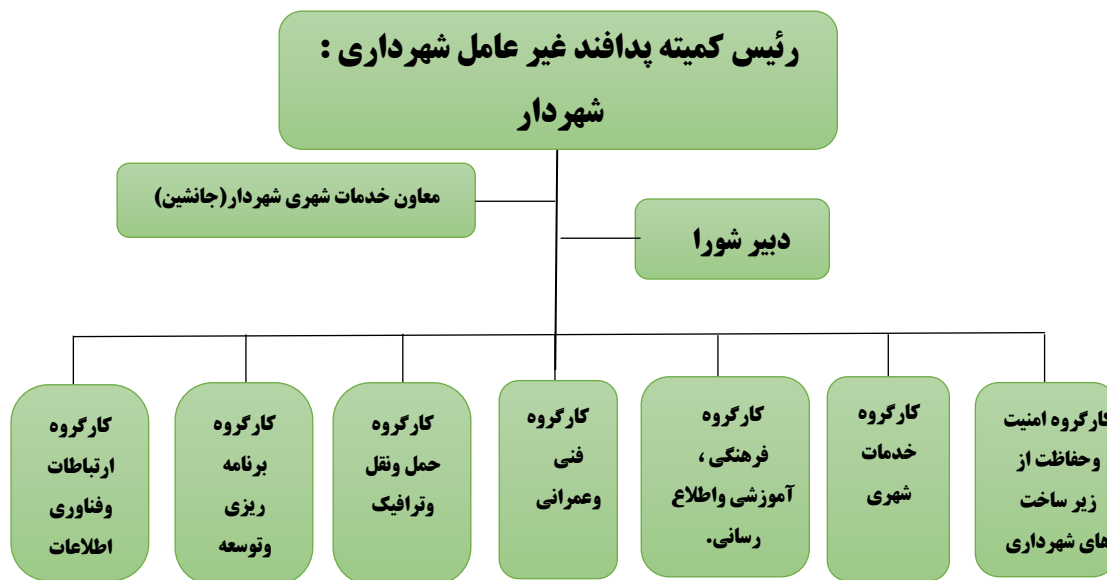 رئیس کمیته پدافند غیر عامل شهرداری :
شهردار
معاون خدمات شهری شهردار(جانشین)
دبیر شورا
کارگروه امنیت
وحفاظت از
زیر ساخت
های شهرداری
کارگروه
خدمات
شهری
کارگروه
فرهنگی ،
آموزشی واطلاع
رسانی.
کارگروه
فنی
وعمرانی
کارگروه
حمل ونقل
وترافیک
کارگروه
برنامه
ریزی
وتوسعه
کارگروه
ارتباطات
وفناوری
اطلاعات